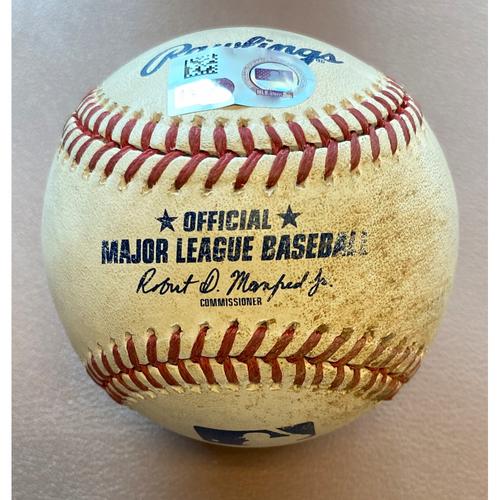 Rawlings
★ OFFICIAL ★
MAJOR LEAGUE BASEBALL
Robert D. Manfred Jr.
COMMISSIONER